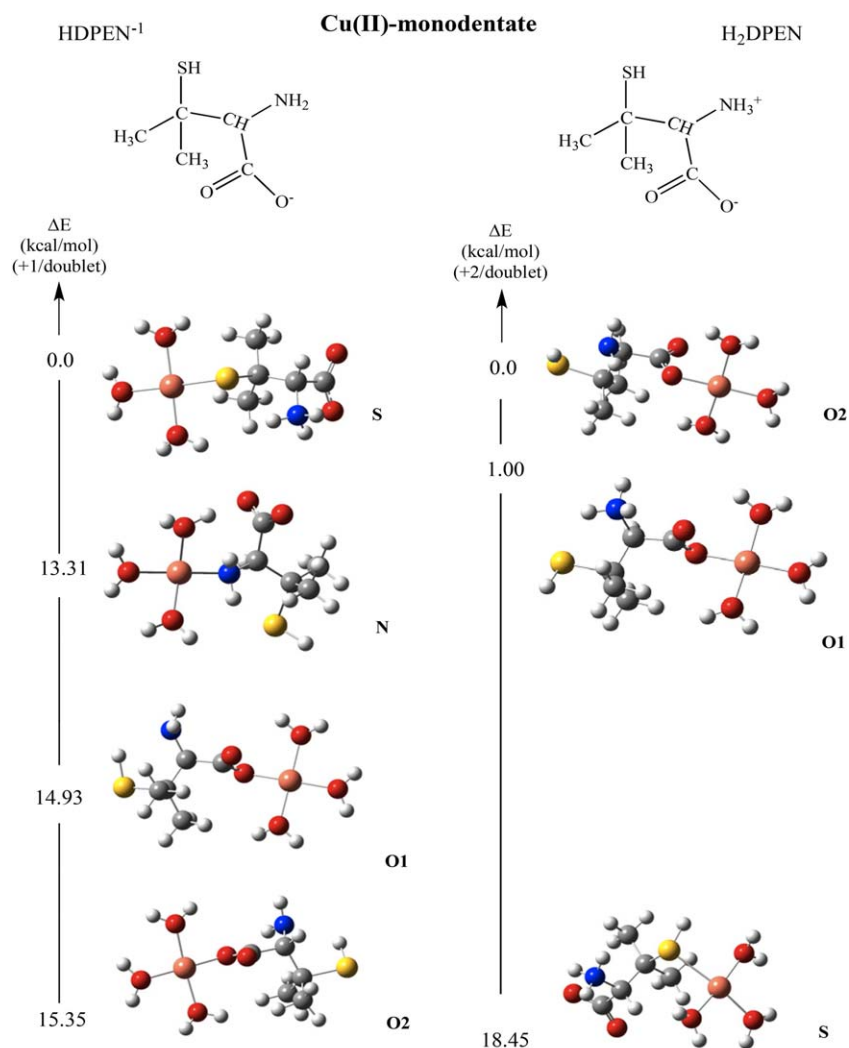 Cu(II)-monodentate
HDPEN-1
H2DPEN
SH
NH2
C
CH
H3C
CH3
C
O
O-
SH
NH3+
C
CH
H3C
CH3
C
O
O-
ΔE
(kcal/mol)
(+1/doublet)
0.0
S
13.31
N
14.93
O1
15.35
O2
ΔE
(kcal/mol)
(+2/doublet)
0.0
O2
1.00
O1
18.45
S